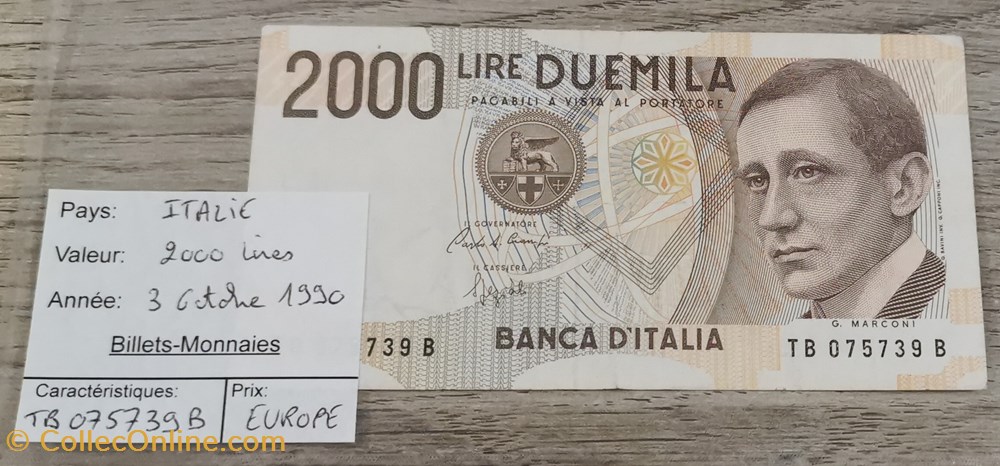 2000 LIRE DUEMILA
PAGABILI A VISTA AL PORTATORE
IL GOVERNATORE
IL CASSIERE
G. MARCONI
BANCA D'ITALIA
739 B
TB 075739 B
Pays: ITALIE
Valeur: 2000 lires
Année: 3 Octobre 1990
Billets-Monnaies
Caractéristiques:
TB 075739 B
Prix:
EUROPE
© CollecOnline.com